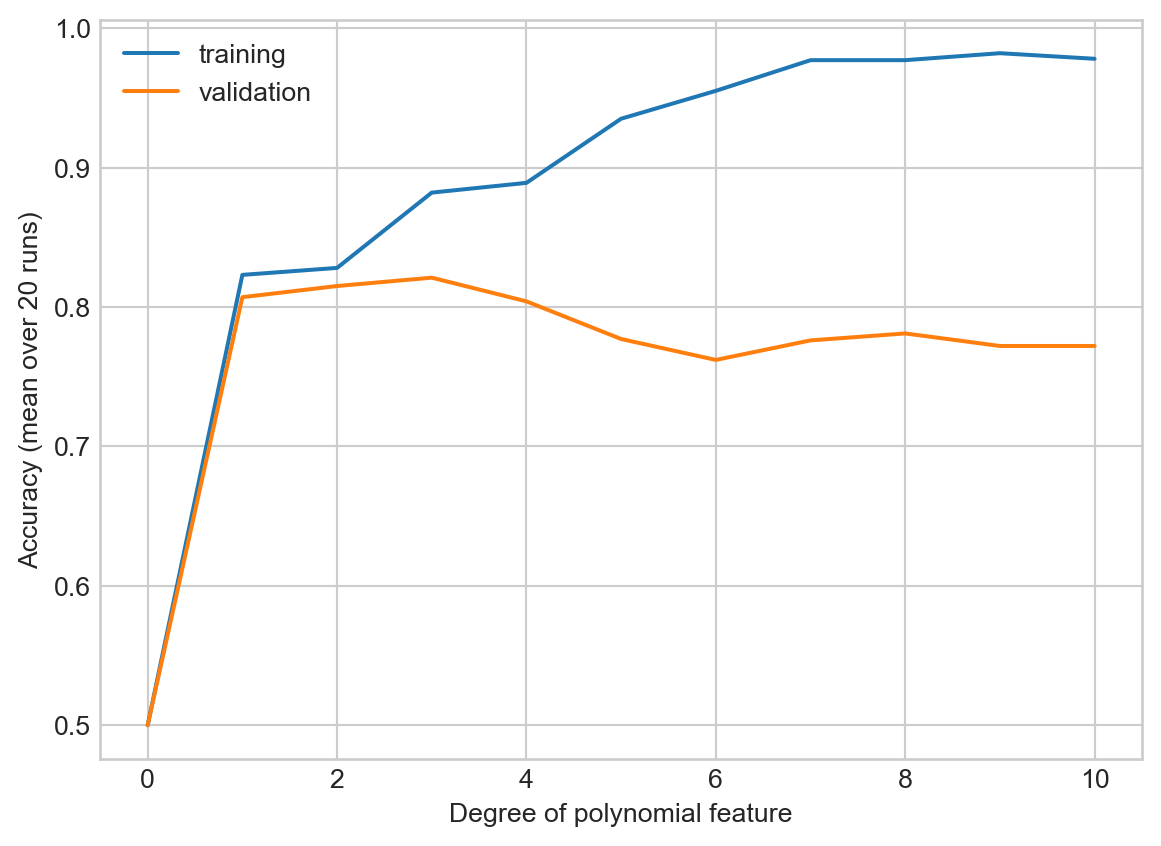 1.0
training
validation
0.9
0.8
0.7
0.6
0.5
Accuracy (mean over 20 runs)
0 2 4 6 8 10
Degree of polynomial feature